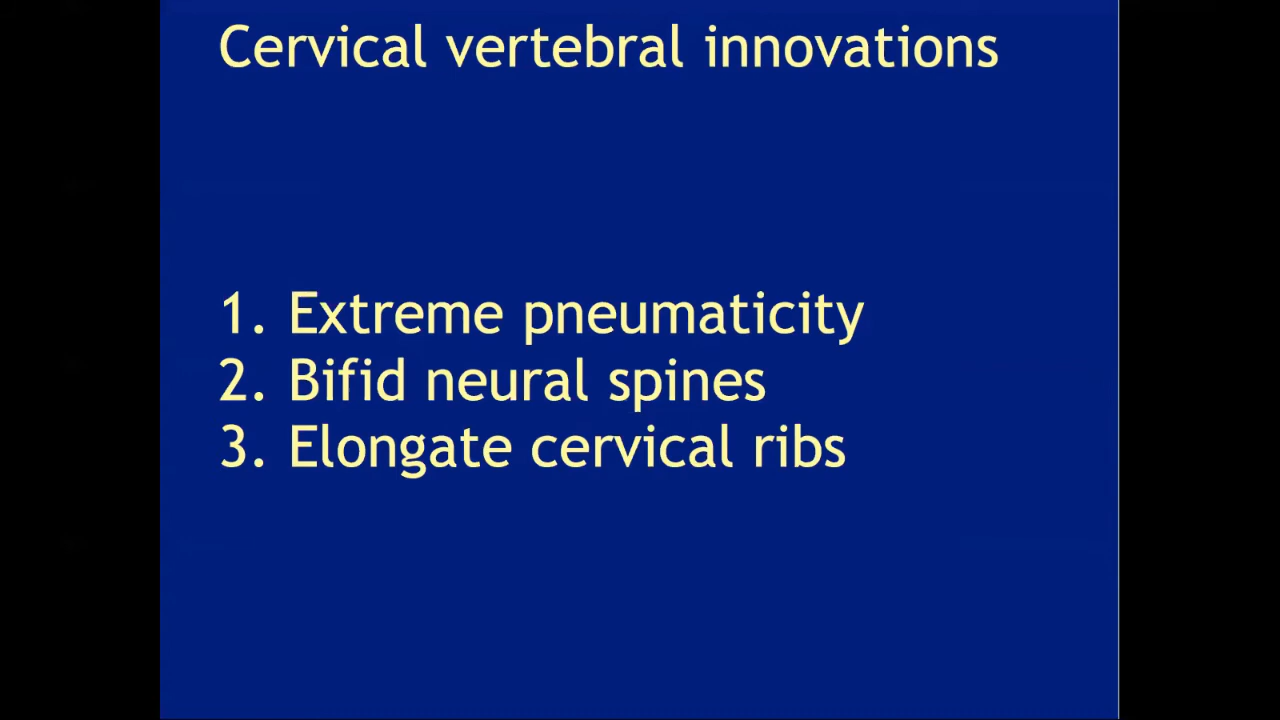 Cervical vertebral innovations
1. Extreme pneumaticity
2. Bifid neural spines
3. Elongate cervical ribs